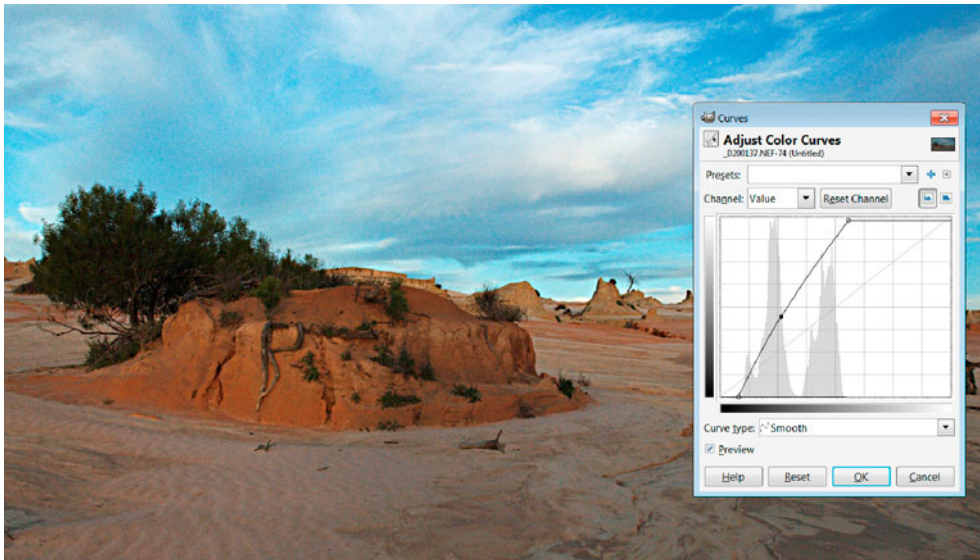 Curves
Adjust Color Curves
_D200137.NEF-74 (Untitled)
Presets:
Channel: Value Reset Channel
Curve type: Smooth
Preview
Help Reset OK Cancel